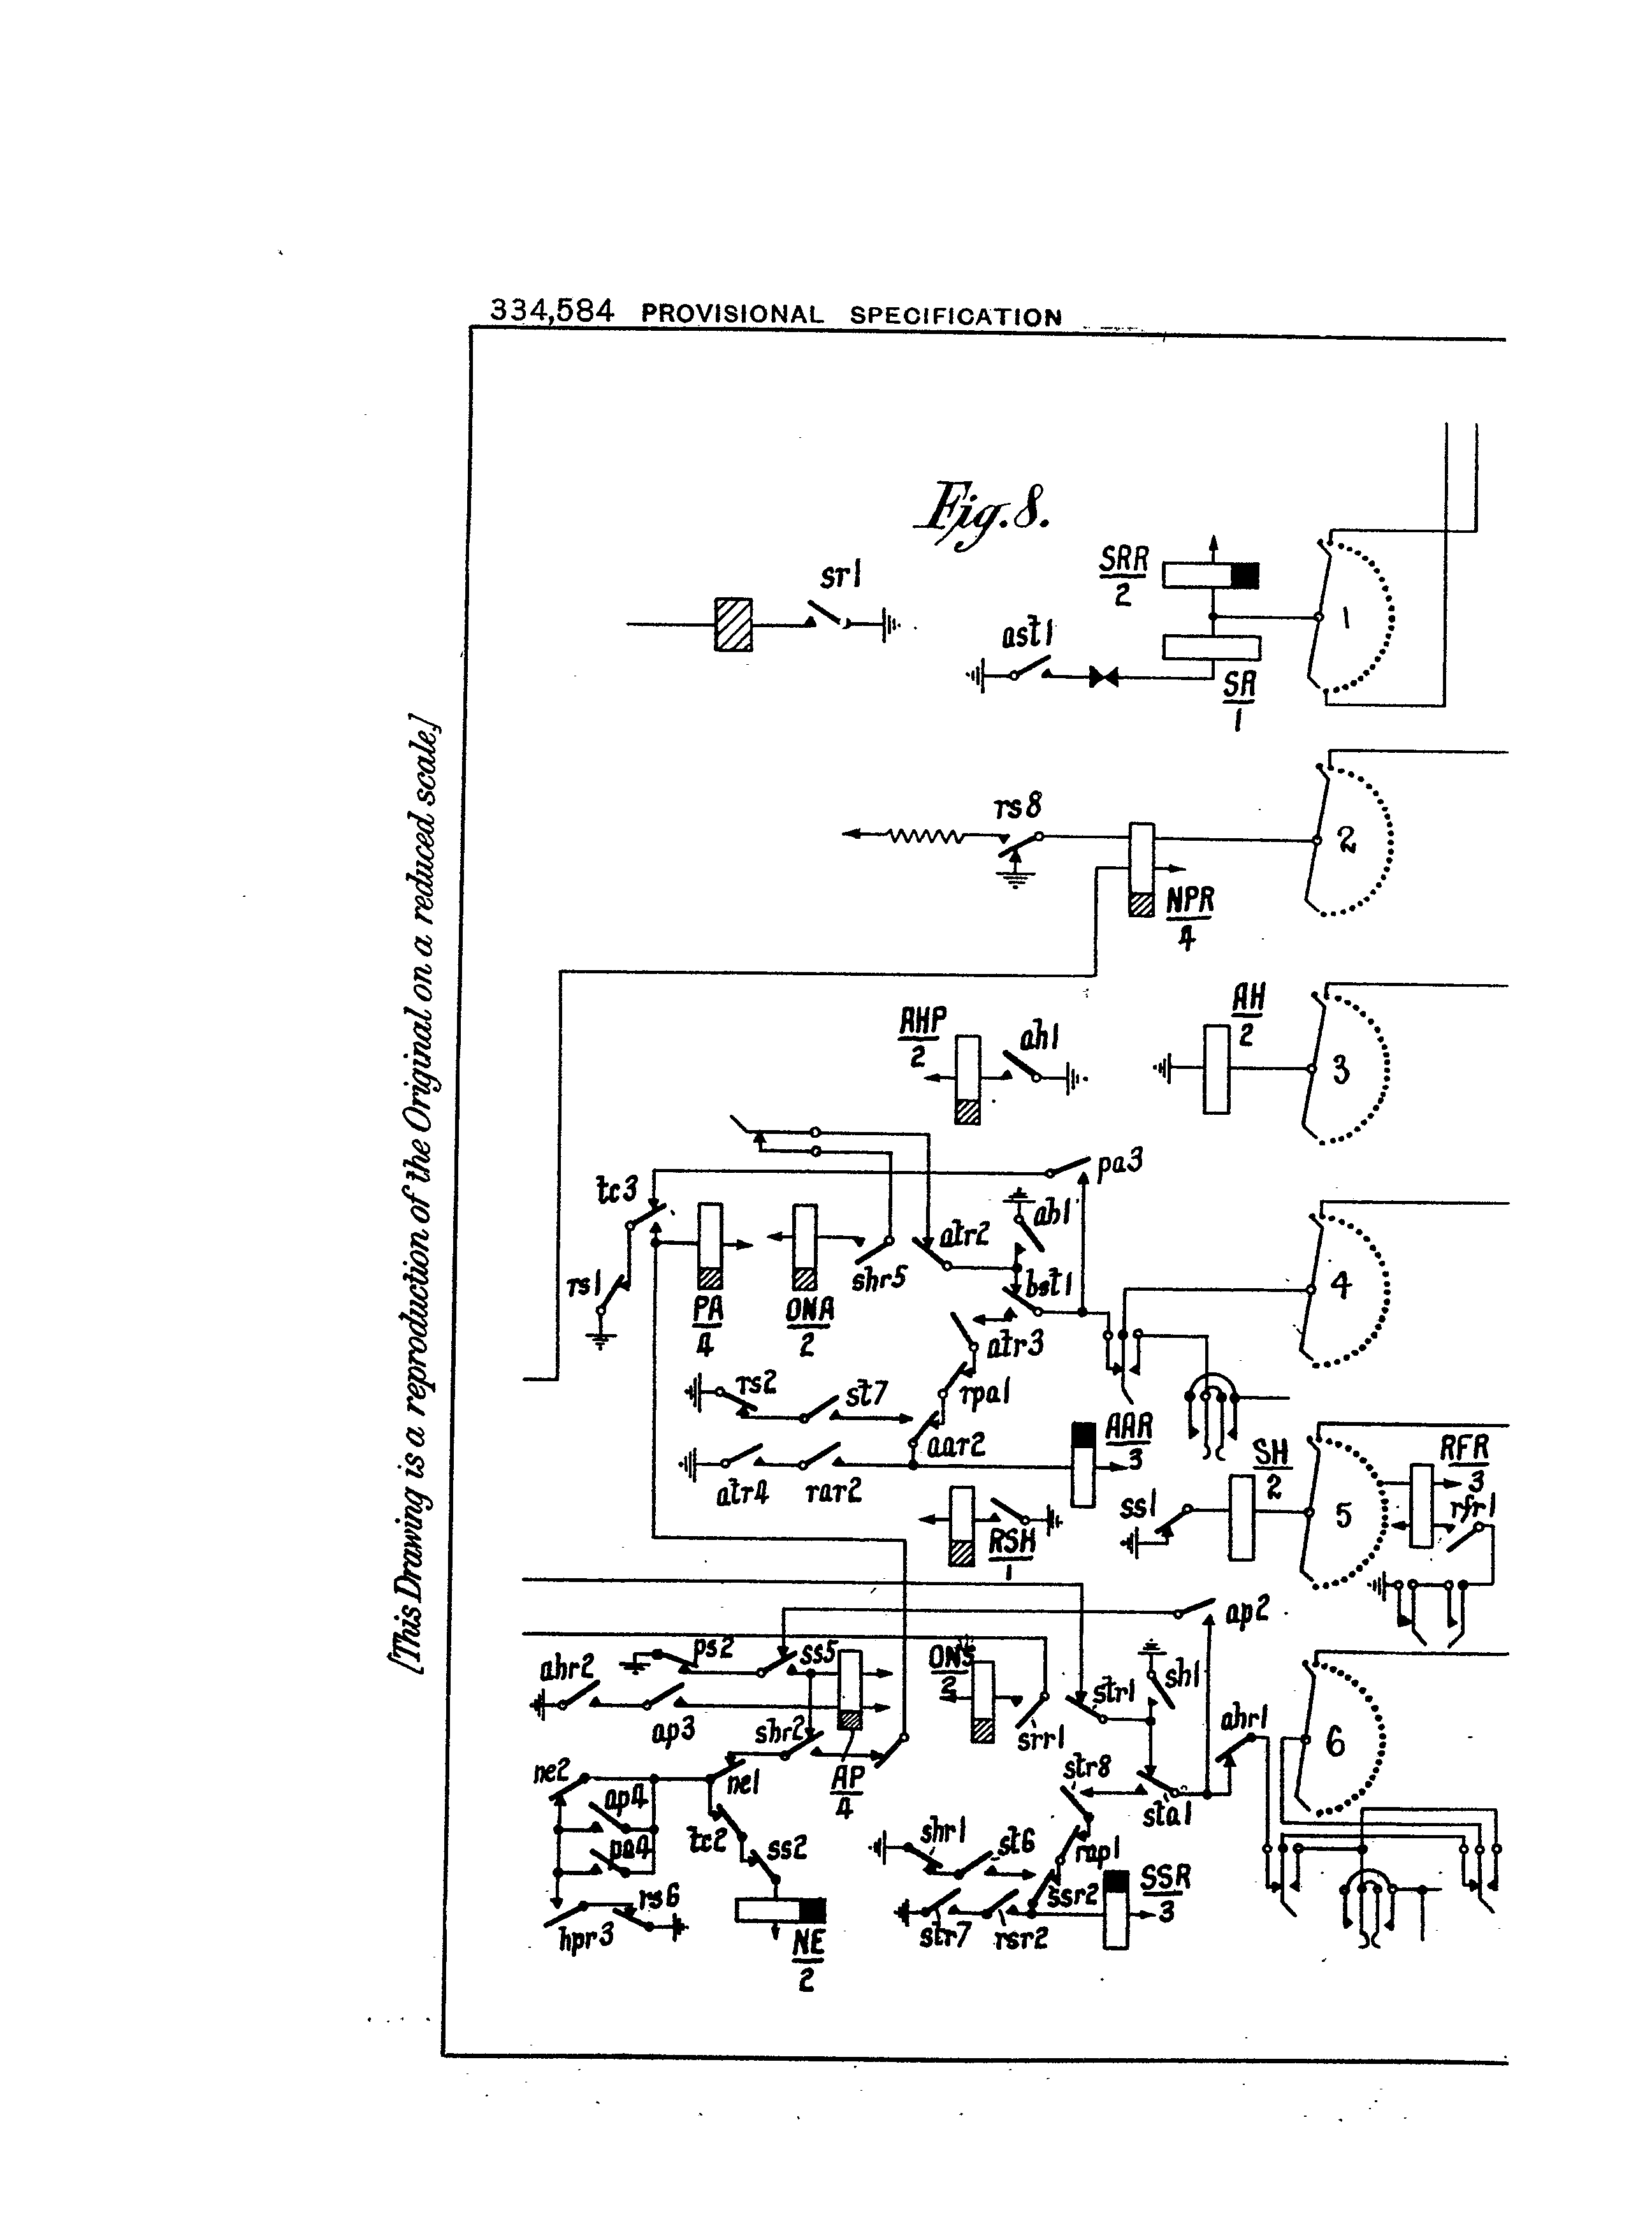 334,584 PROVISIONAL SPECIFICATION
[This Drawing is a reproduction of the Original on a reduced scale.]
Fig. 8.
sr1
SRR
2
ast1
SR
1
1
rs8
NPR
4
2
AHP
2
ah1
AH
2
3
pa3
tc3
ah1
atr2
shr5
bst1
rs1
PA
4
ONA
2
atr3
4
rs2
st7
rpa1
aar2
AAR
3
atr4
rar2
RSH
1
ss1
SH
2
5
RFR
3
rfr1
ap2
ps2
ss5
ahr2
ap3
shr2
ONS
2
srr1
str1
sh1
ahr1
6
ne2
ne1
AP
4
str8
sta1
ap4
pa4
tc2
ss2
shr1
st6
rap1
ssr2
SSR
3
rs6
hpr3
NE
2
str7
rsr2